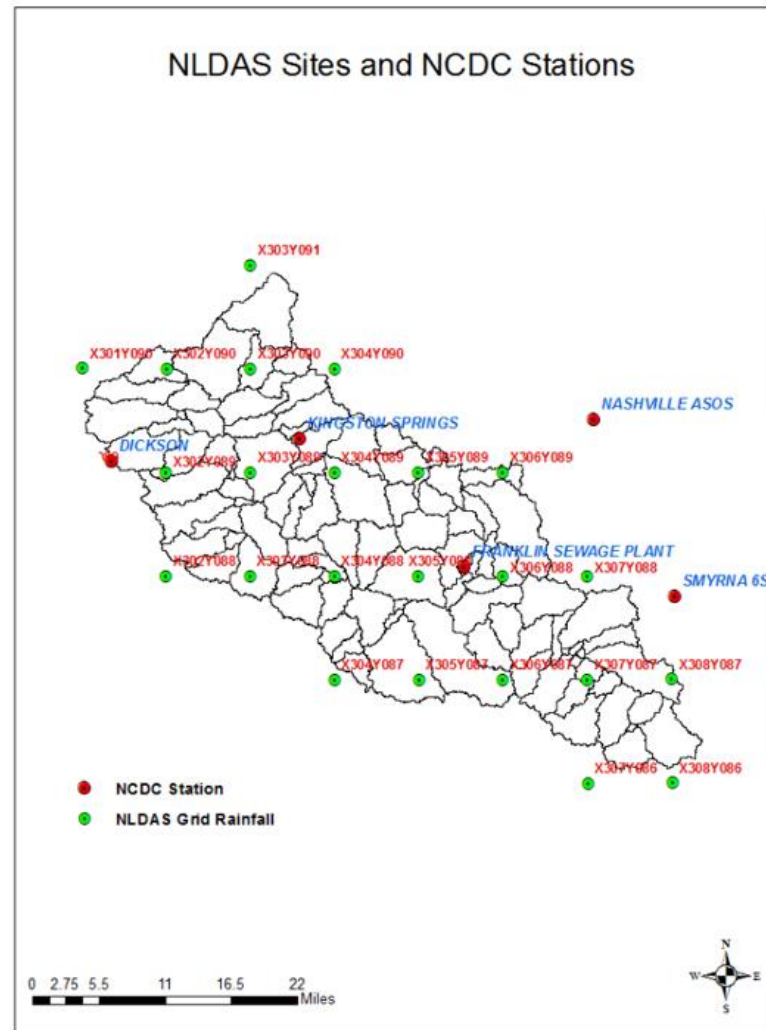 NLDAS Sites and NCDC Stations
X303Y091
X301Y090 X302Y090 X303Y090 X304Y090
NASHVILLE ASOS
KINGSTON SPRINGS
DICKSON
X302Y089 X303Y089 X304Y089 X305Y089 X306Y089
FRANKLIN SEWAGE PLANT
X302Y088 X304Y088 X306Y088 X307Y088
SMYRNA 6S
X304Y087 X305Y087 X306Y087 X307Y087 X308Y087
X307Y086 X308Y086
NCDC Station
NLDAS Grid Rainfall
N
W E
S
0 2.75 5.5 11 16.5 22
Miles